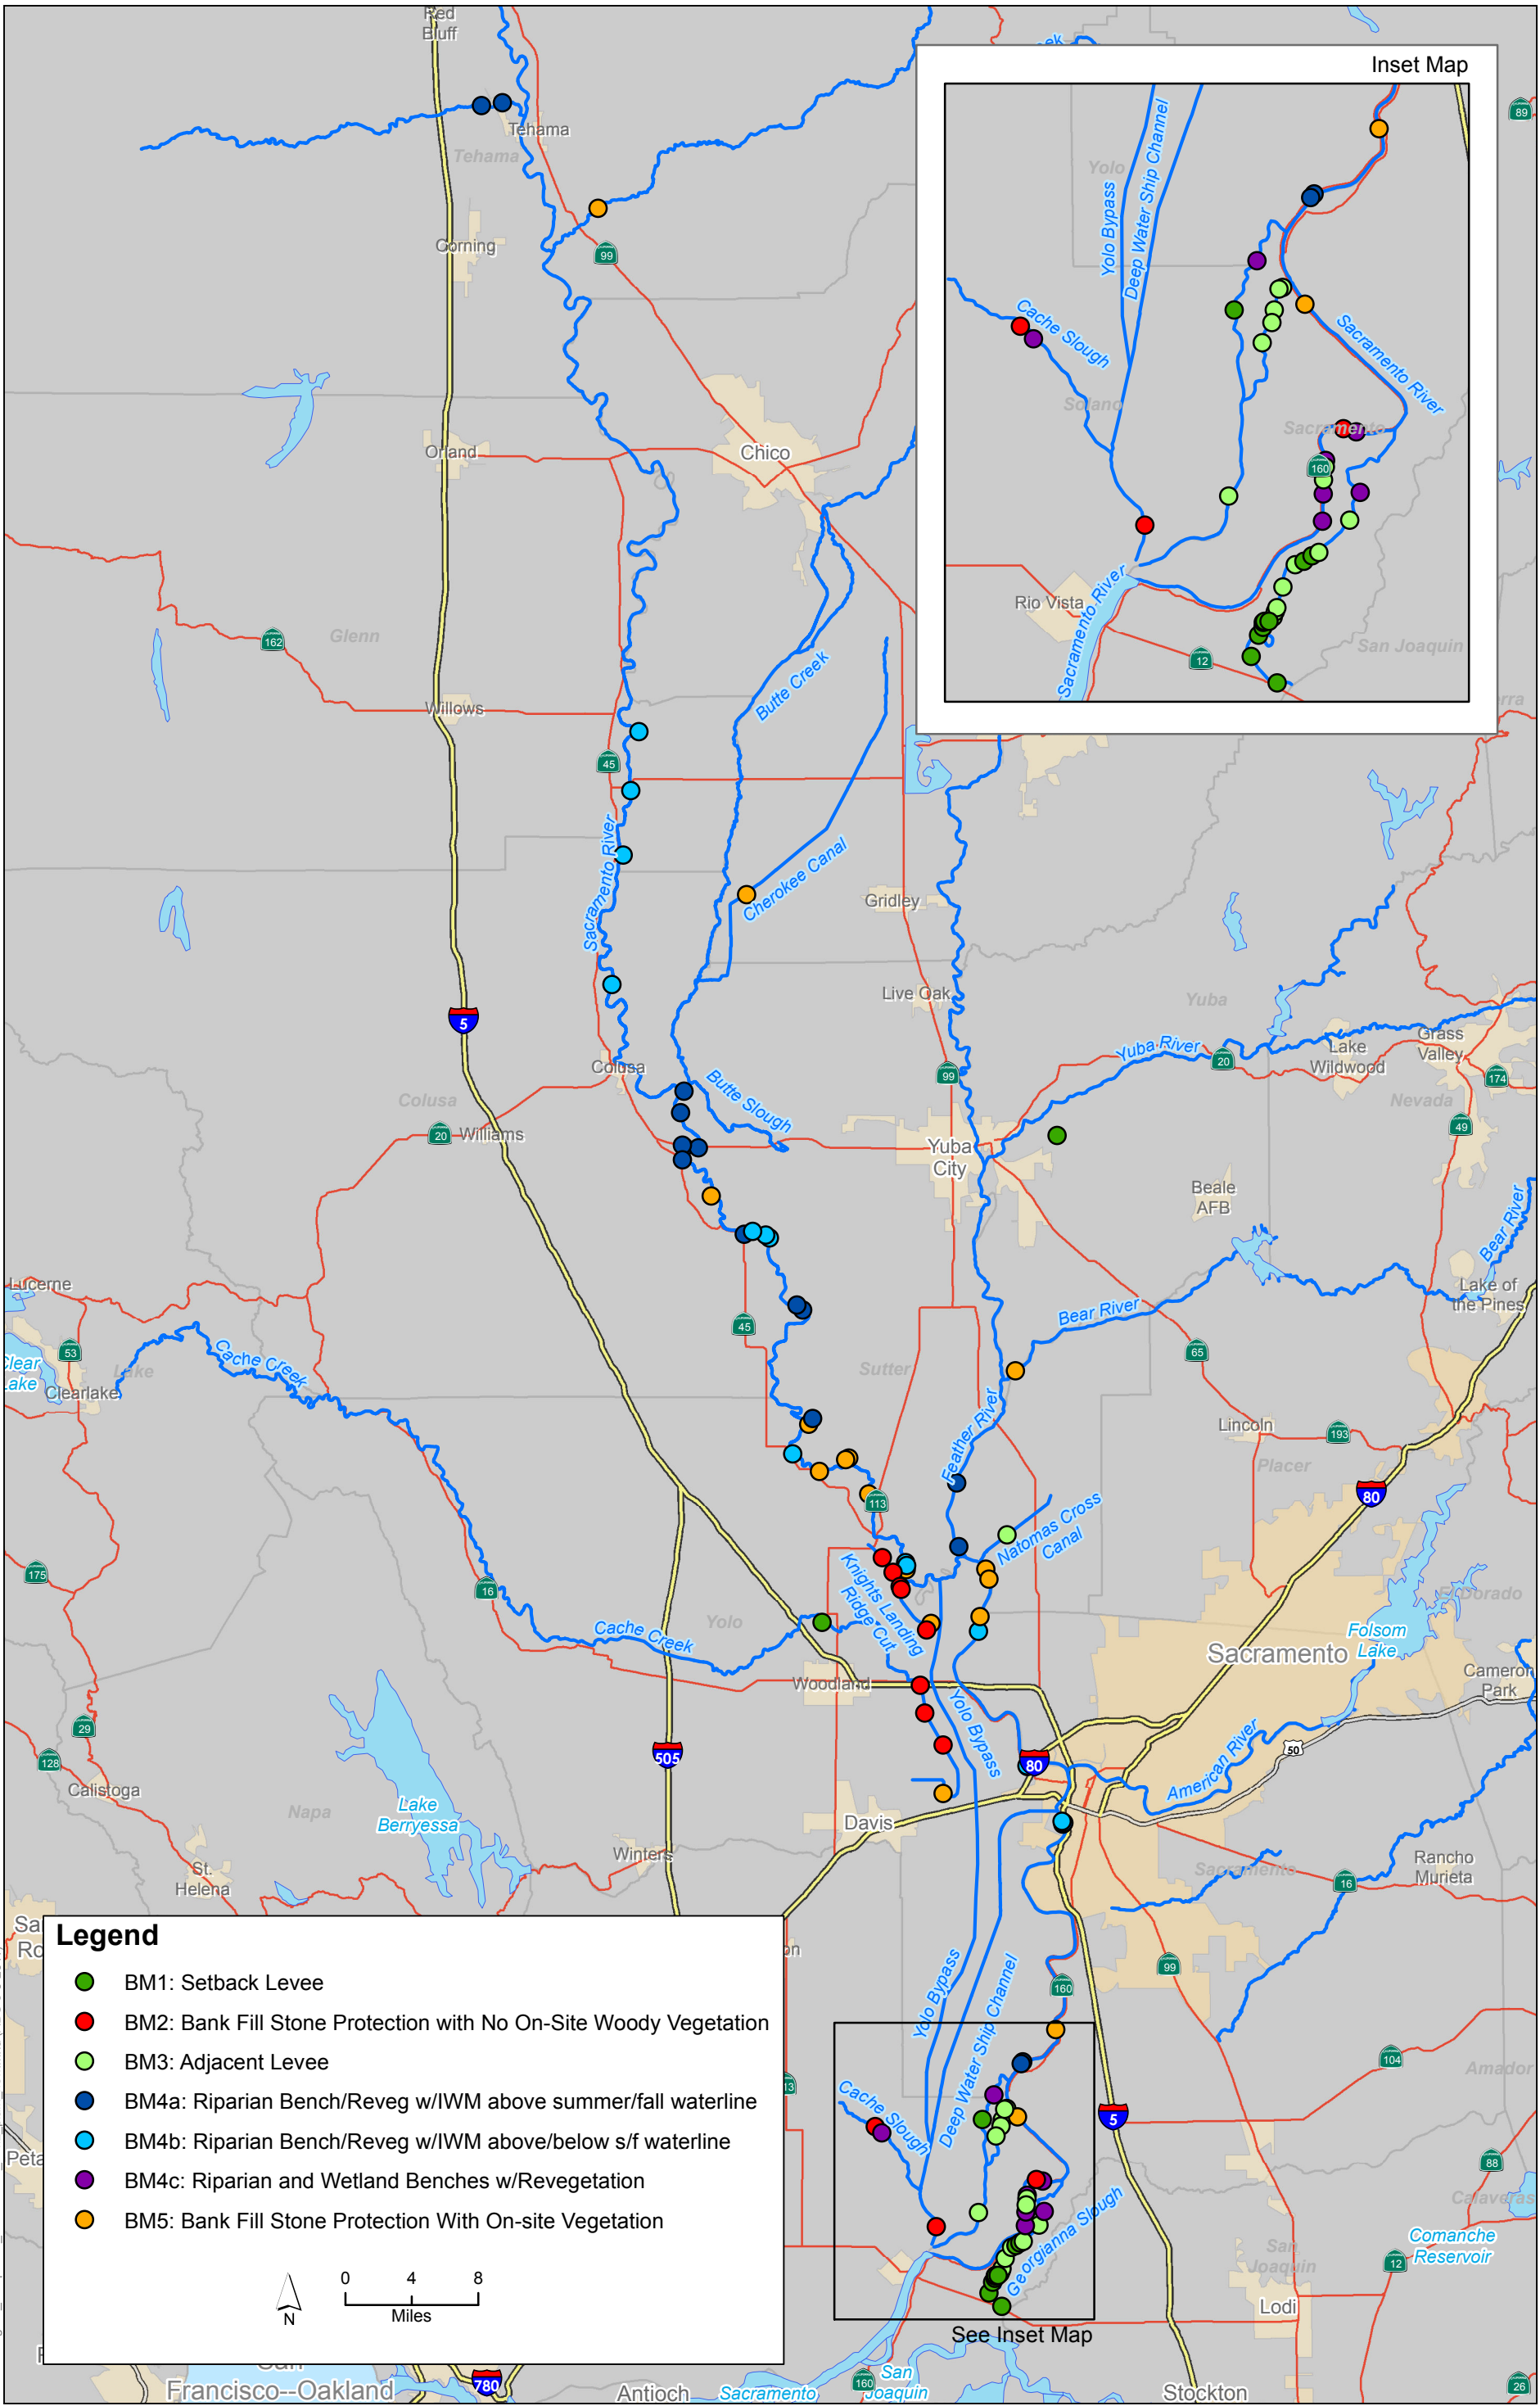 Red
Bluff
Inset Map
89
Tehama
Tehama
Corning
99
Yolo
Yolo Bypass
Deep Water Ship Channel
Cache Slough
Sacramento River
Solano
Sacramento
160
Rio Vista
Sacramento River
12
San Joaquin
Orland
Chico
162
Glenn
Willows
Butte Creek
45
Sacramento River
Cherokee Canal
Gridley
Live Oak
5
Yuba
Yuba River
20
Lake
Wildwood
Grass
Valley
174
Nevada
49
Colusa
Colusa
99
Butte Slough
20
Williams
Yuba
City
Beale
AFB
Bear River
Lucerne
Lake of
the Pines
Bear River
45
65
53
Clear
Lake
Lake
Clearlake
Cache Creek
Sutter
Feather River
Lincoln
193
Placer
80
113
Natomas Cross
Canal
175
16
Knights Landing
Ridge Cut
El Dorado
Yolo
Cache Creek
Folsom
Lake
Sacramento
Cameron
Park
Woodland
Yolo Bypass
29
128
505
80
50
American River
Calistoga
Napa
Lake
Berryessa
Davis
Winters
St.
Helena
Sacramento
16
Rancho
Murieta
99
160
Yolo Bypass
Deep Water Ship Channel
104
Amador
Cache Slough
5
88
Calaveras
Georgianna Slough
Comanche
Reservoir
12
San
Joaquin
Lodi
See Inset Map
Legend
BM1: Setback Levee
BM2: Bank Fill Stone Protection with No On-Site Woody Vegetation
BM3: Adjacent Levee
BM4a: Riparian Bench/Reveg w/IWM above summer/fall waterline
BM4b: Riparian Bench/Reveg w/IWM above/below s/f waterline
BM4c: Riparian and Wetland Benches w/Revegetation
BM5: Bank Fill Stone Protection With On-site Vegetation
0 4 8
Miles
N
Francisco--Oakland
780
Antioch
Sacramento
160
San
Joaquin
Stockton
26